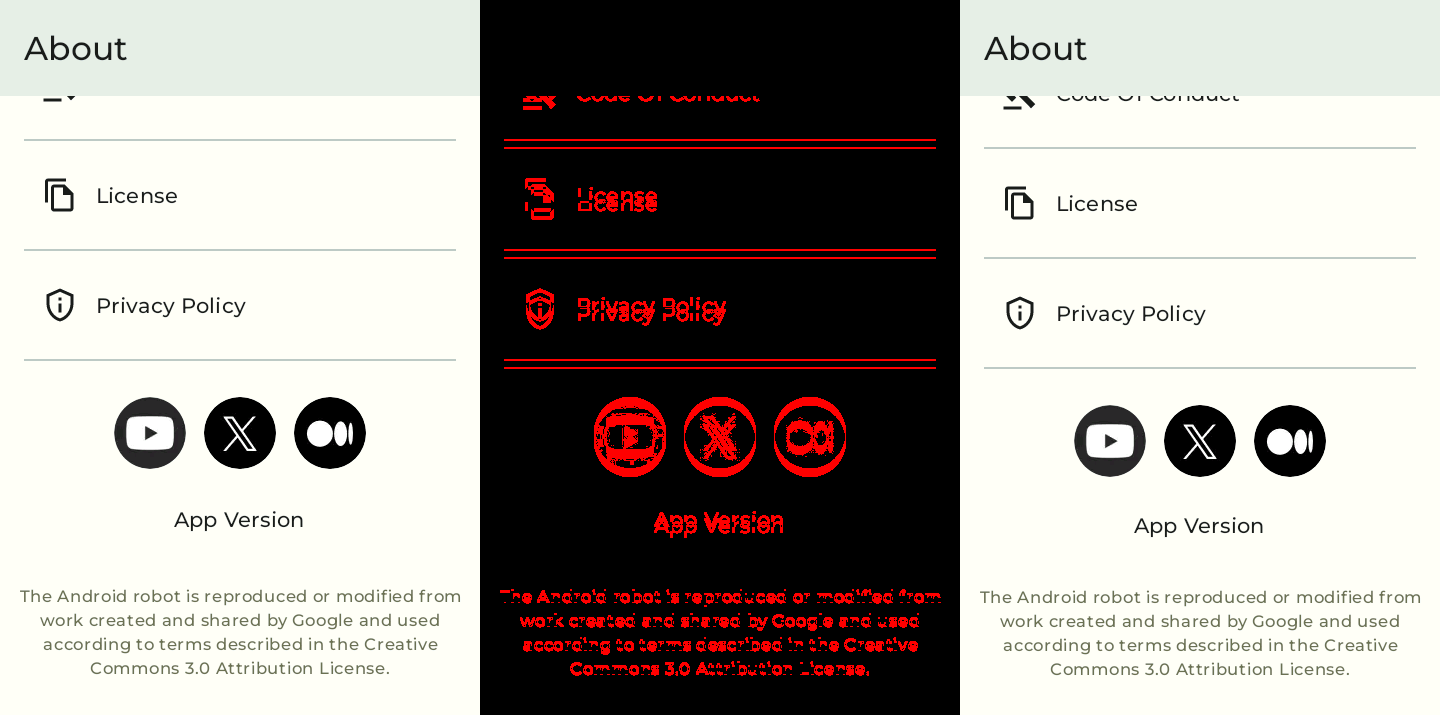 About
License
Privacy Policy
App Version
The Android robot is reproduced or modified from
work created and shared by Google and used
according to terms described in the Creative
Commons 3.0 Attribution License.
Code Of Conduct
License
License
Privacy Policy
Privacy Policy
App Version
App Version
The Android robot is reproduced or modified from
work created and shared by Google and used
according to terms described in the Creative
Commons 3.0 Attribution License.
About
Code Of Conduct
License
Privacy Policy
App Version
The Android robot is reproduced or modified from
work created and shared by Google and used
according to terms described in the Creative
Commons 3.0 Attribution License.